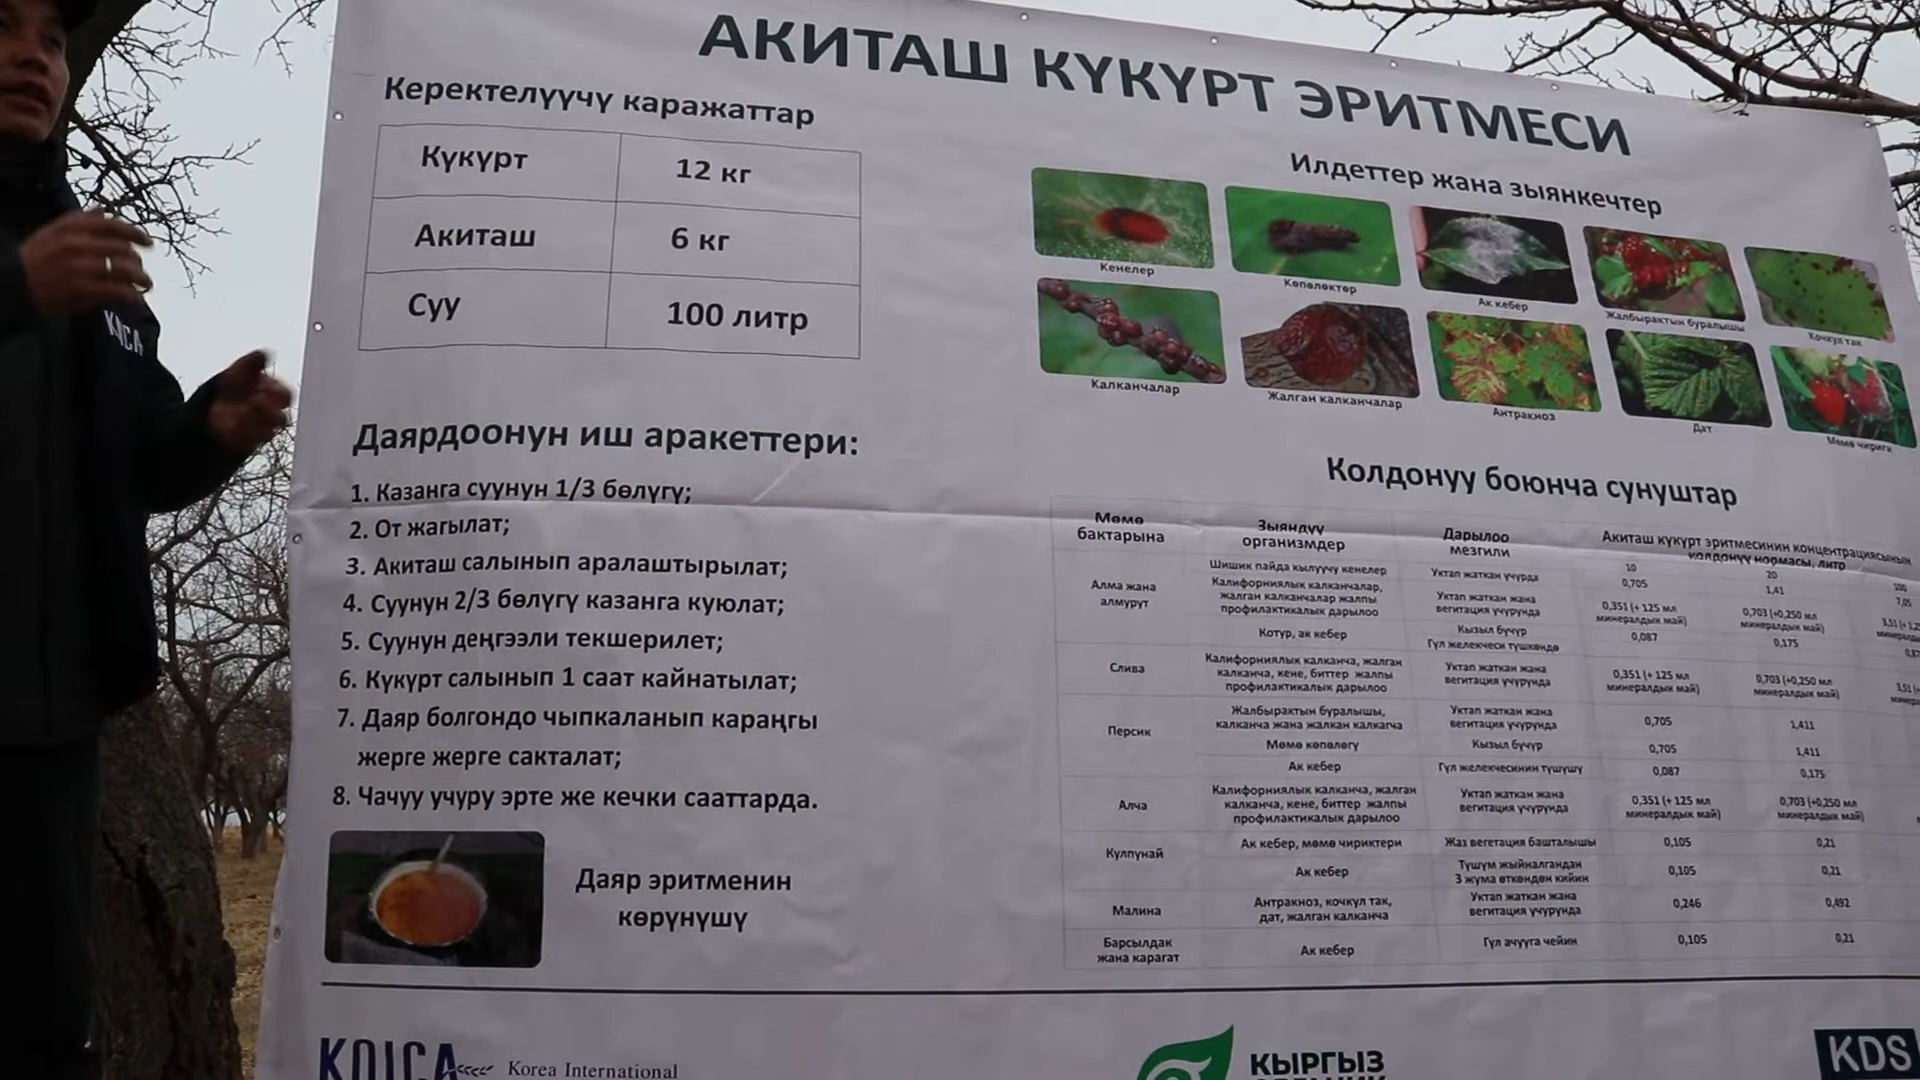 АКИТАШ КҮКҮРТ ЭРИТМЕСИ
Керектелүүчү каражаттар
Күкүрт 12 кг
Акиташ 6 кг
Суу 100 литр
Даярдоонун иш аракеттери:
1. Казанга суунун 1/3 бөлүгү;
2. От жагылат;
3. Акиташ салынып аралаштырылат;
4. Суунун 2/3 бөлүгү казанга куюлат;
5. Суунун деңгээли текшерилет;
6. Күкүрт салынып 1 саат кайнатылат;
7. Даяр болгондо чыпкаланып караңгы
жерге жерге сакталат;
8. Чачуу учуру эрте же кечки сааттарда.
Даяр эритменин
көрүнүшү
Илдеттер жана зыянкечтер
Кенелер
Көпөлөктөр
Ак кебер
Жалбырактын буралышы
Кочкул так
Калканчалар
Жалган калканчалар
Антракноз
Дат
Мөмө чириги
Колдонуу боюнча сунуштар
Мөмө
бактарына
Зыяндуу
организмдер
Дарылоо
мезгили
Акиташ күкүрт эритмесинин концентрациясынын
колдонуу нормасы, литр
10 20 100
Алма жана
алмурут
Шишик пайда кылуучу кенелер
Уктап жаткан учурда
0,705 1,41 7,05
Калифорниялык калканчалар,
жалган калканчалар жалпы
профилактикалык дарылоо
Уктап жаткан жана
вегитация учурунда
0,351 (+ 125 мл
минералдык май)
0,703 (+0,250 мл
минералдык май)
Котур, ак кебер
Кызыл бүчүр
Гүл желекчеси түшкөндө
0,087 0,175
Слива
Калифорниялык калканча, жалган
калканча, кене, биттер жалпы
профилактикалык дарылоо
Уктап жаткан жана
вегитация учурунда
0,351 (+ 125 мл
минералдык май)
0,703 (+0,250 мл
минералдык май)
Персик
Жалбырактын буралышы,
калканча жана жалкан калкагча
Уктап жаткан жана
вегитация учурунда
0,705 1,411
Мөмө көпөлөгү
Кызыл бүчүр
0,705 1,411
Ак кебер
Гүл желекчесинин түшүшү
0,087 0,175
Алча
Калифорниялык калканча, жалган
калканча, кене, биттер жалпы
профилактикалык дарылоо
Уктап жаткан жана
вегитация учурунда
0,351 (+ 125 мл
минералдык май)
0,703 (+0,250 мл
минералдык май)
Кулпунай
Ак кебер, мөмө чириктери
Жаз вегетация башталышы
0,105 0,21
Ак кебер
Түшүм жыйналгандан
3 жума өткөндөн кийин
0,105 0,21
Малина
Антракноз, кочкул так,
дат, жалган калканча
Уктап жаткан жана
вегитация учурунда
0,246 0,492
Барсылдак
жана карагат
Ак кебер
Гүл ачууга чейин
0,105 0,21
KOICA
Korea International
КЫРГЫЗ
KDS